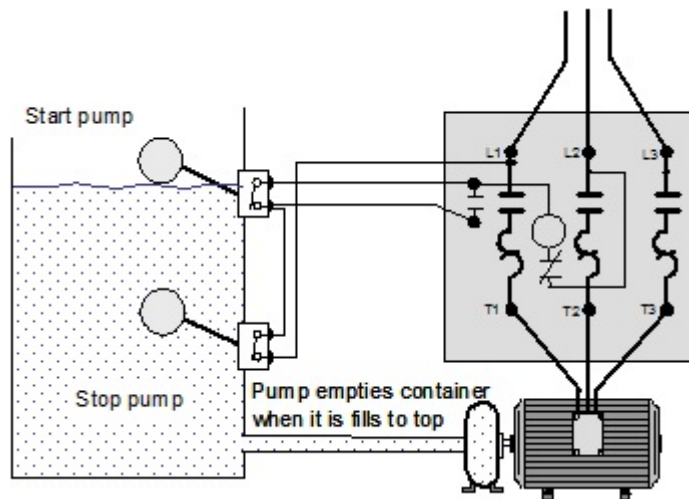 Start pump
L1 L2 L3
T1 T2 T3
Stop pump
Pump empties container
when it is fills to top